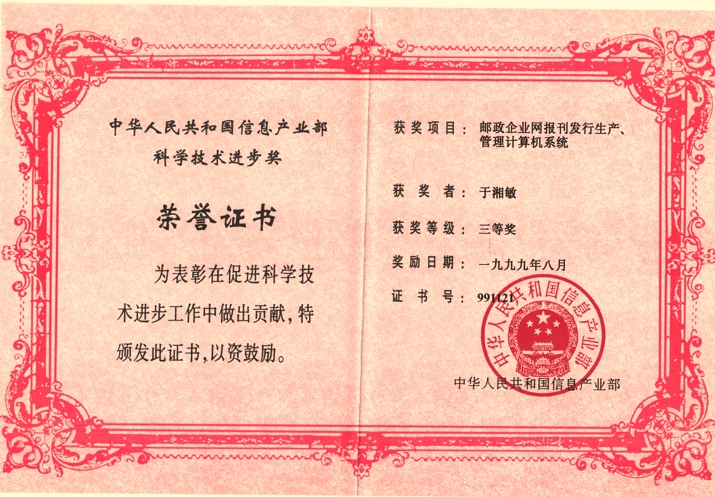 中华人民共和国信息产业部
科学技术进步奖
荣誉证书
为表彰在促进科学技
术进步工作中做出贡献，特
颁发此证书，以资鼓励。
获奖项目：邮政企业网报刊发行生产、
管理计算机系统
获奖者：于湘敏
获奖等级：三等奖
奖励日期：一九九九年八月
证书号：991121
中华人民共和国信息产业部
中华人民共和国信息产业部